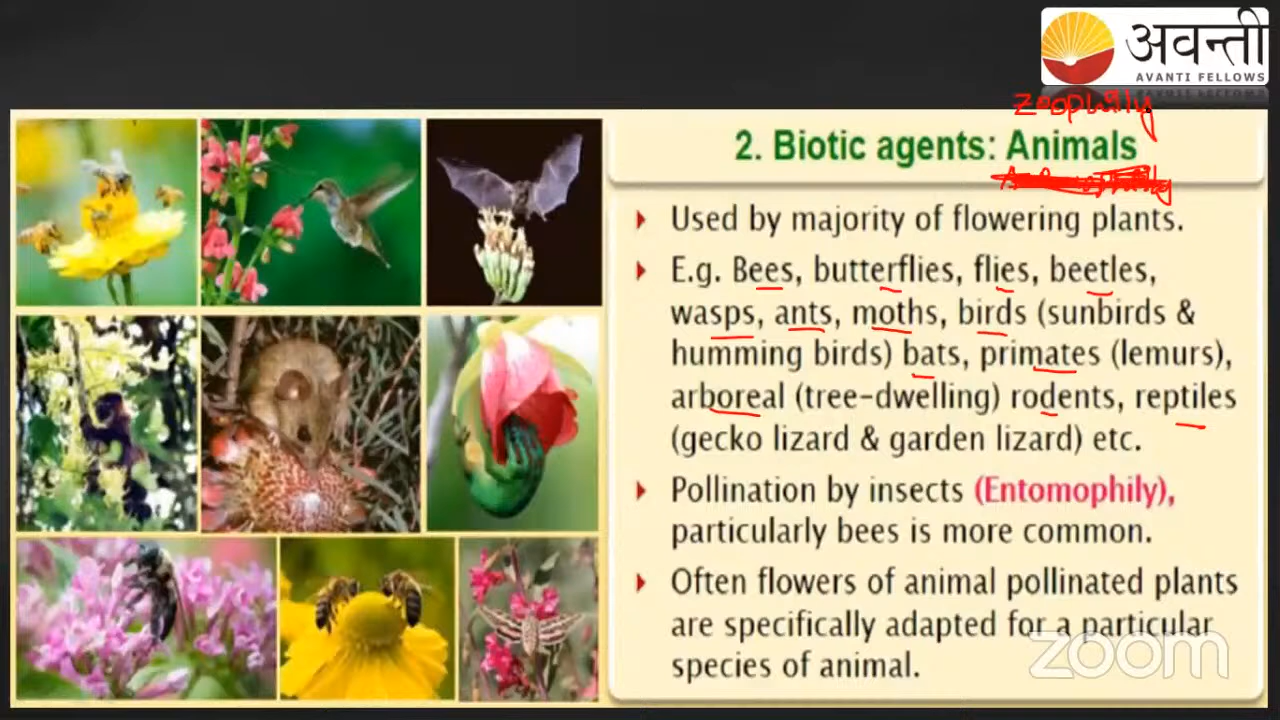 अवन्ती
AVANTI FELLOWS
Zoophily
2. Biotic agents: Animals
Used by majority of flowering plants.
E.g. Bees, butterflies, flies, beetles,
wasps, ants, moths, birds (sunbirds &
humming birds) bats, primates (lemurs),
arboreal (tree-dwelling) rodents, reptiles
(gecko lizard & garden lizard) etc.
Pollination by insects (Entomophily),
particularly bees is more common.
Often flowers of animal pollinated plants
are specifically adapted for a particular
species of animal.
zoom